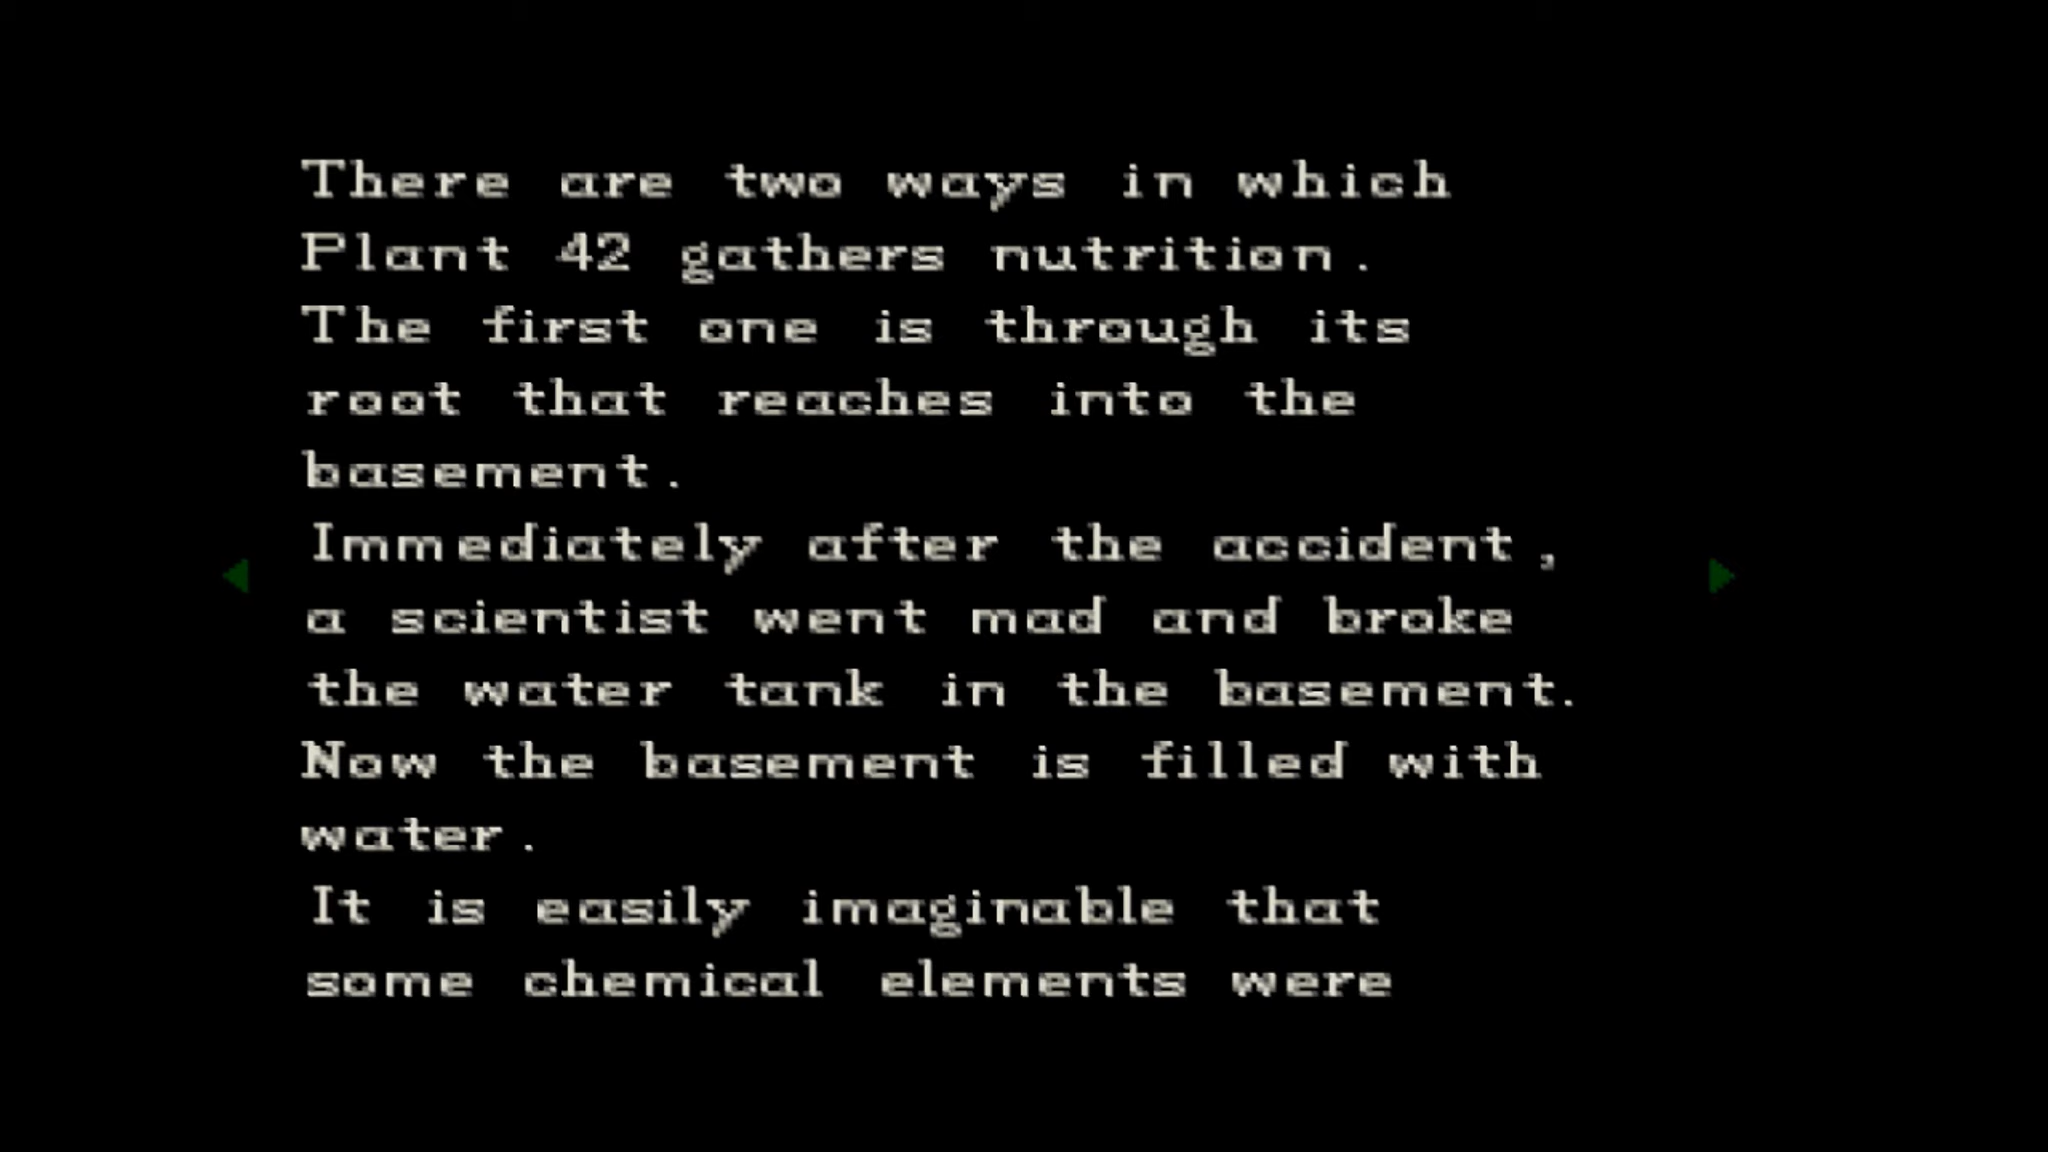 There are two ways in which
Plant 42 gathers nutrition.
The first one is through its
root that reaches into the
basement.
Immediately after the accident,
a scientist went mad and broke
the water tank in the basement.
Now the basement is filled with
water.
It is easily imaginable that
some chemical elements were